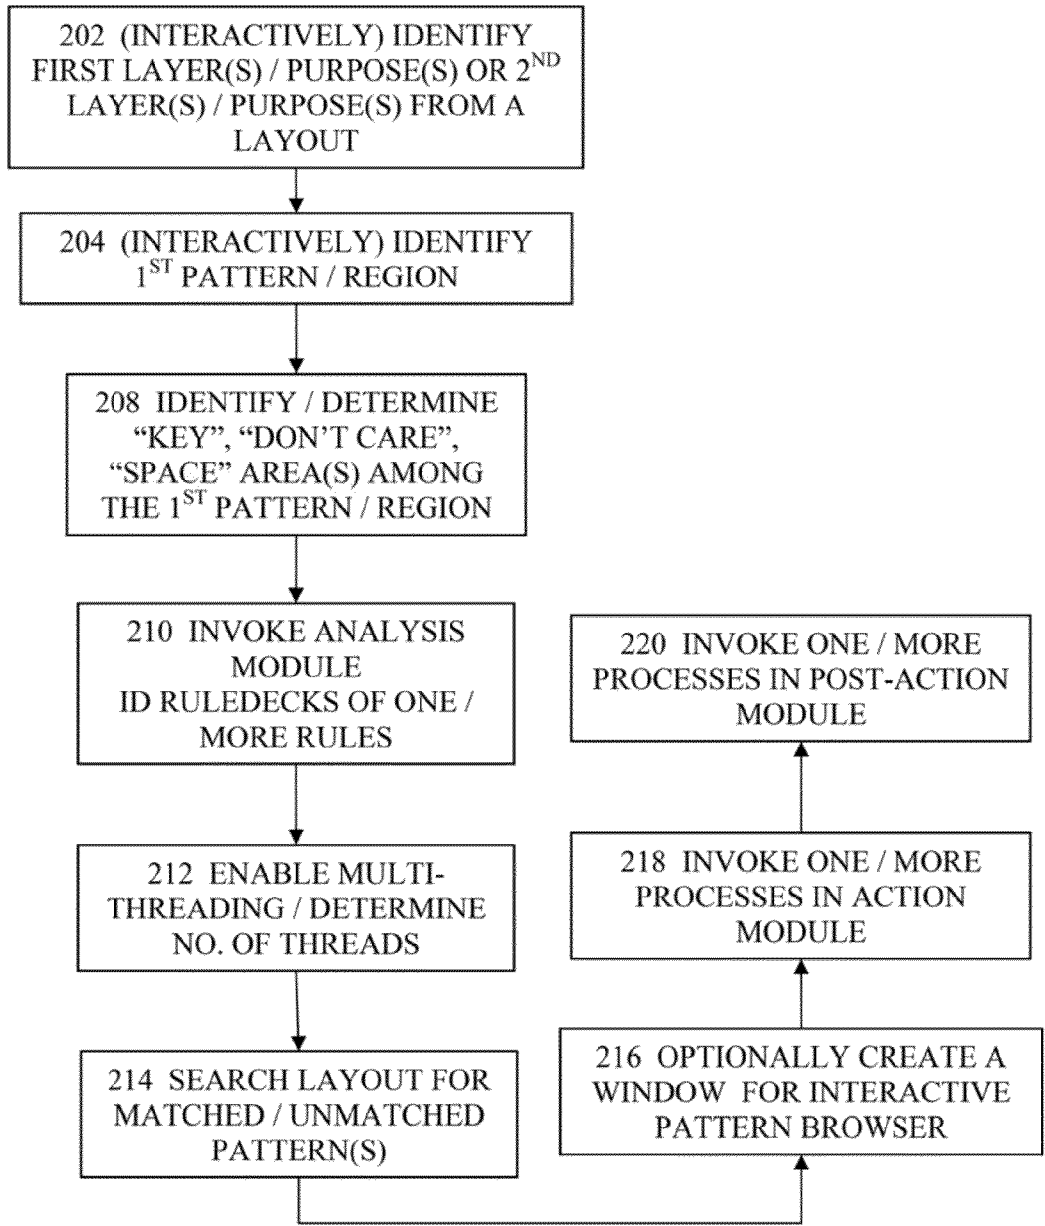 202 (INTERACTIVELY) IDENTIFY
FIRST LAYER(S) / PURPOSE(S) OR 2ND
LAYER(S) / PURPOSE(S) FROM A
LAYOUT
204 (INTERACTIVELY) IDENTIFY
1ST PATTERN / REGION
208 IDENTIFY / DETERMINE
“KEY”, “DON’T CARE”,
“SPACE” AREA(S) AMONG
THE 1ST PATTERN / REGION
210 INVOKE ANALYSIS
MODULE
ID RULEDECKS OF ONE /
MORE RULES
212 ENABLE MULTI-
THREADING / DETERMINE
NO. OF THREADS
214 SEARCH LAYOUT FOR
MATCHED / UNMATCHED
PATTERN(S)
216 OPTIONALLY CREATE A
WINDOW FOR INTERACTIVE
PATTERN BROWSER
218 INVOKE ONE / MORE
PROCESSES IN ACTION
MODULE
220 INVOKE ONE / MORE
PROCESSES IN POST-ACTION
MODULE